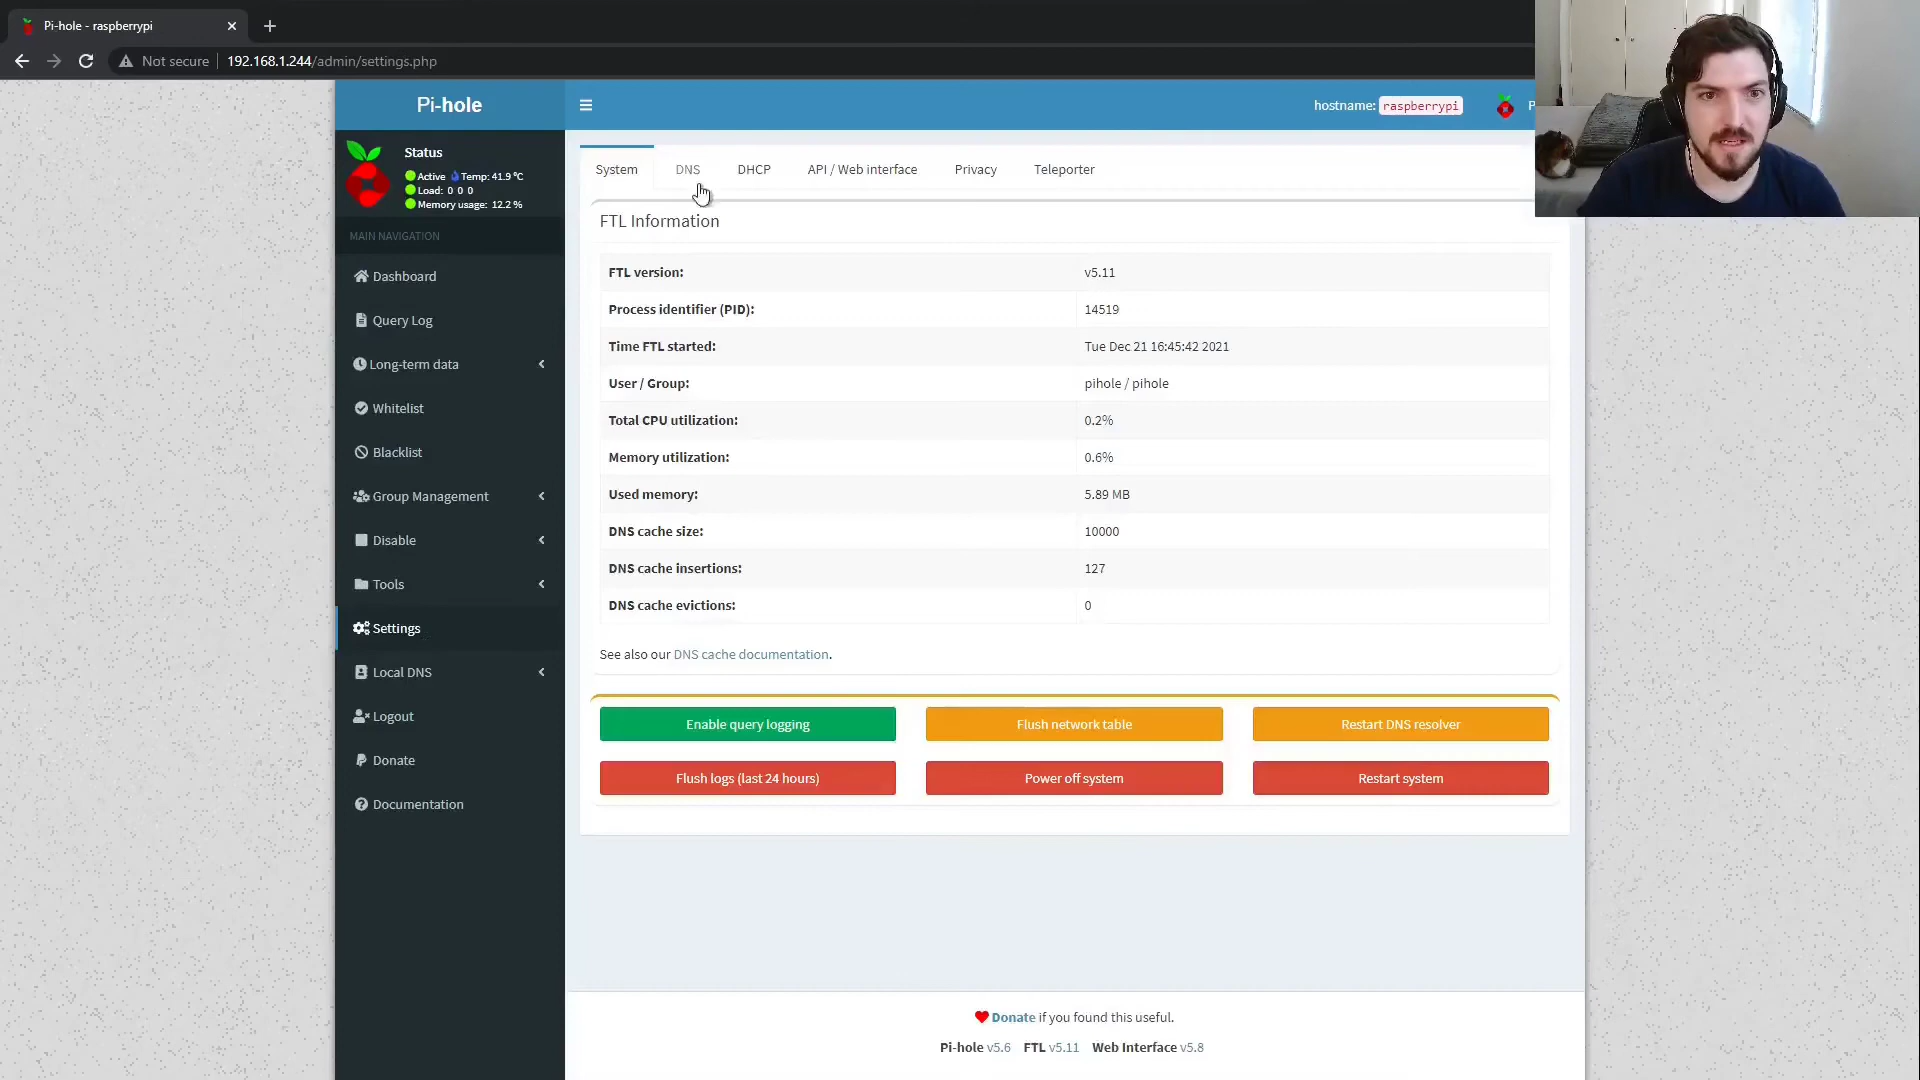 Pi-hole - raspberrypi
Not secure
192.168.1.244/admin/settings.php
Pi-hole
hostname: raspberrypi
P
Status
Active Temp: 41.9 °C
Load: 0 0 0
Memory usage: 12.2 %
System
DNS
DHCP
API / Web interface
Privacy
Teleporter
MAIN NAVIGATION
Dashboard
Query Log
Long-term data
Whitelist
Blacklist
Group Management
Disable
Tools
Settings
Local DNS
Logout
Donate
Documentation
FTL Information
FTL version: v5.11
Process identifier (PID): 14519
Time FTL started: Tue Dec 21 16:45:42 2021
User / Group: pihole / pihole
Total CPU utilization: 0.2%
Memory utilization: 0.6%
Used memory: 5.89 MB
DNS cache size: 10000
DNS cache insertions: 127
DNS cache evictions: 0
See also our DNS cache documentation.
Enable query logging
Flush network table
Restart DNS resolver
Flush logs (last 24 hours)
Power off system
Restart system
Donate if you found this useful.
Pi-hole v5.6 FTL v5.11 Web Interface v5.8